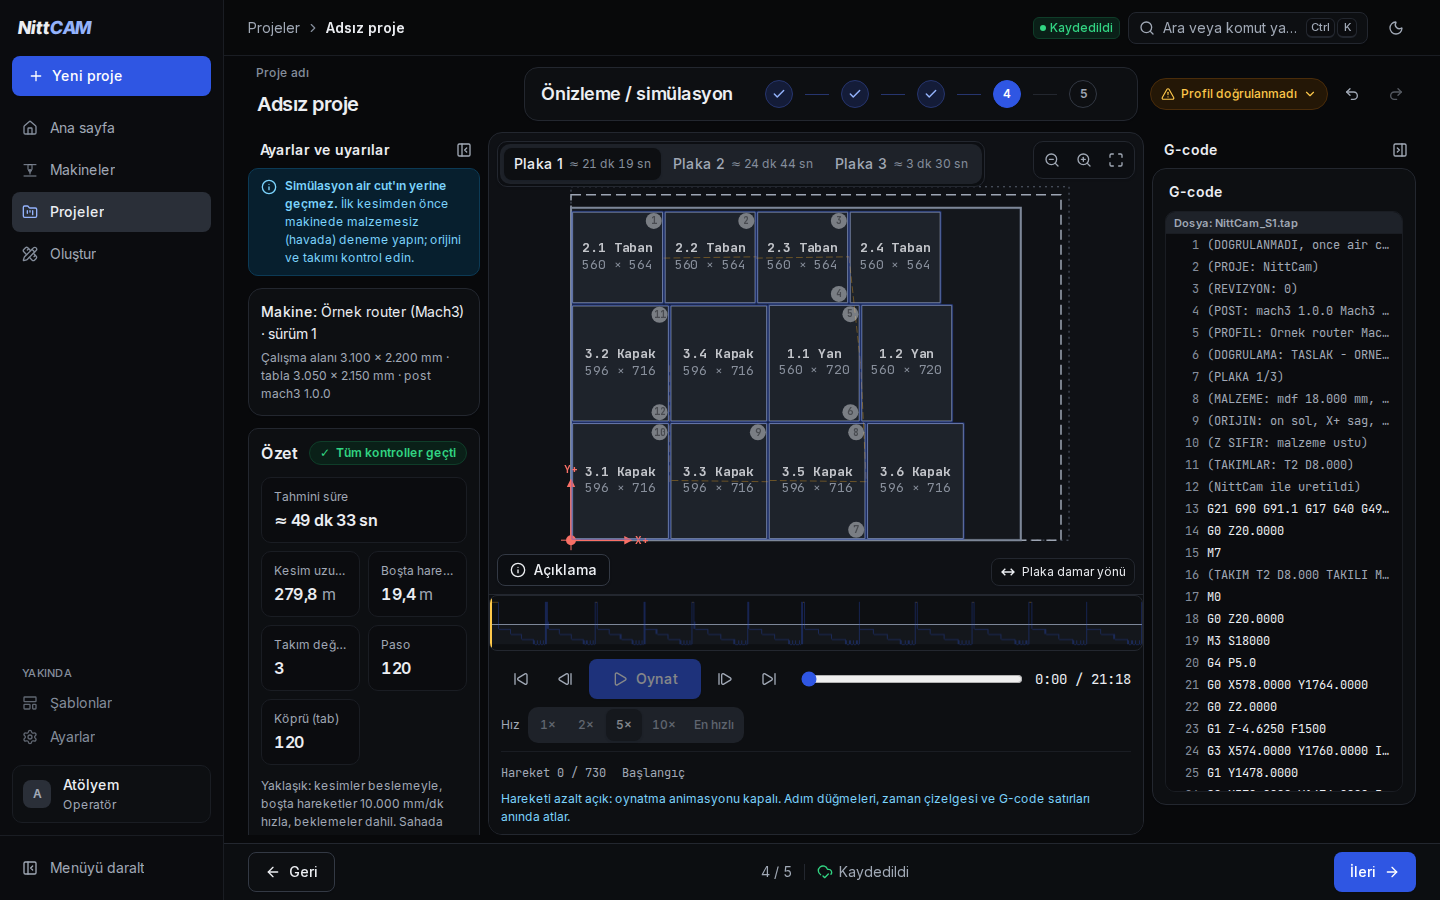 NittCAM
Yeni proje
Ana sayfa
Makineler
Projeler
Oluştur
YAKINDA
Şablonlar
Ayarlar
A
Atölyem
Operatör
Menüyü daralt
Projeler > Adsız proje
Kaydedildi
Ara veya komut ya...
Ctrl K
Proje adı
Adsız proje
Önizleme / simülasyon
4
5
Profil doğrulanmadı
Ayarlar ve uyarılar
Simülasyon air cut'ın yerine
geçmez. İlk kesimden önce
makinede malzemesiz
(havada) deneme yapın; orijini
ve takımı kontrol edin.
Makine: Örnek router (Mach3)
· sürüm 1
Çalışma alanı 3.100 × 2.200 mm ·
tabla 3.050 × 2.150 mm · post
mach3 1.0.0
Özet
✓ Tüm kontroller geçti
Tahmini süre
≈ 49 dk 33 sn
Kesim uzu...
279,8 m
Boşta hare...
19,4 m
Takım değ...
3
Paso
120
Köprü (tab)
120
Yaklaşık: kesimler beslemeyle,
boşta hareketler 10.000 mm/dk
hızla, beklemeler dahil. Sahada
Plaka 1 ≈ 21 dk 19 sn
Plaka 2 ≈ 24 dk 44 sn
Plaka 3 ≈ 3 dk 30 sn
1
2
3
2.1 Taban
560 × 564
2.2 Taban
560 × 564
2.3 Taban
560 × 564
2.4 Taban
560 × 564
4
11
5
3.2 Kapak
596 × 716
3.4 Kapak
596 × 716
1.1 Yan
560 × 720
1.2 Yan
560 × 720
12
6
10
9
8
Y+
3.1 Kapak
596 × 716
3.3 Kapak
596 × 716
3.5 Kapak
596 × 716
3.6 Kapak
596 × 716
7
X+
Açıklama
Plaka damar yönü
Oynat
0:00 / 21:18
Hız
1×
2×
5×
10×
En hızlı
Hareket 0 / 730 Başlangıç
Hareketi azalt açık: oynatma animasyonu kapalı. Adım düğmeleri, zaman çizelgesi ve G-code satırları
anında atlar.
G-code
G-code
Dosya: NittCam_S1.tap
1 (DOGRULANMADI, once air c…
2 (PROJE: NittCam)
3 (REVIZYON: 0)
4 (POST: mach3 1.0.0 Mach3 …
5 (PROFIL: Ornek router Mac…
6 (DOGRULAMA: TASLAK - ORNE…
7 (PLAKA 1/3)
8 (MALZEME: mdf 18.000 mm, …
9 (ORIJIN: on sol, X+ sag, …
10 (Z SIFIR: malzeme ustu)
11 (TAKIMLAR: T2 D8.000)
12 (NittCam ile uretildi)
13 G21 G90 G91.1 G17 G40 G49…
14 G0 Z20.0000
15 M7
16 (TAKIM T2 D8.000 TAKILI M…
17 M0
18 G0 Z20.0000
19 M3 S18000
20 G4 P5.0
21 G0 X578.0000 Y1764.0000
22 G0 Z2.0000
23 G1 Z-4.6250 F1500
24 G3 X574.0000 Y1760.0000 I…
25 G1 Y1478.0000
Geri
4 / 5
Kaydedildi
İleri